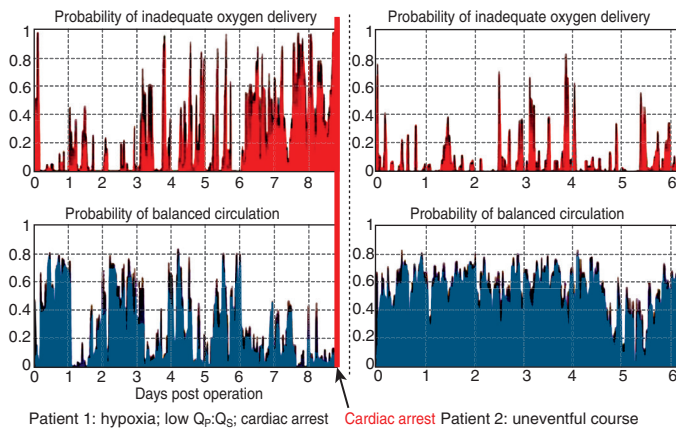 Probability of inadequate oxygen delivery
1
0.8
0.6
0.4
0.2
0
0 1 2 3 4 5 6 7 8
Probability of inadequate oxygen delivery
1
0.8
0.6
0.4
0.2
0
0 1 2 3 4 5 6
Probability of balanced circulation
1
0.8
0.6
0.4
0.2
0
0 1 2 3 4 5 6 7 8
Days post operation
Probability of balanced circulation
1
0.8
0.6
0.4
0.2
0
0 1 2 3 4 5 6
Patient 1: hypoxia; low QP:QS; cardiac arrest
Cardiac arrest
Patient 2: uneventful course